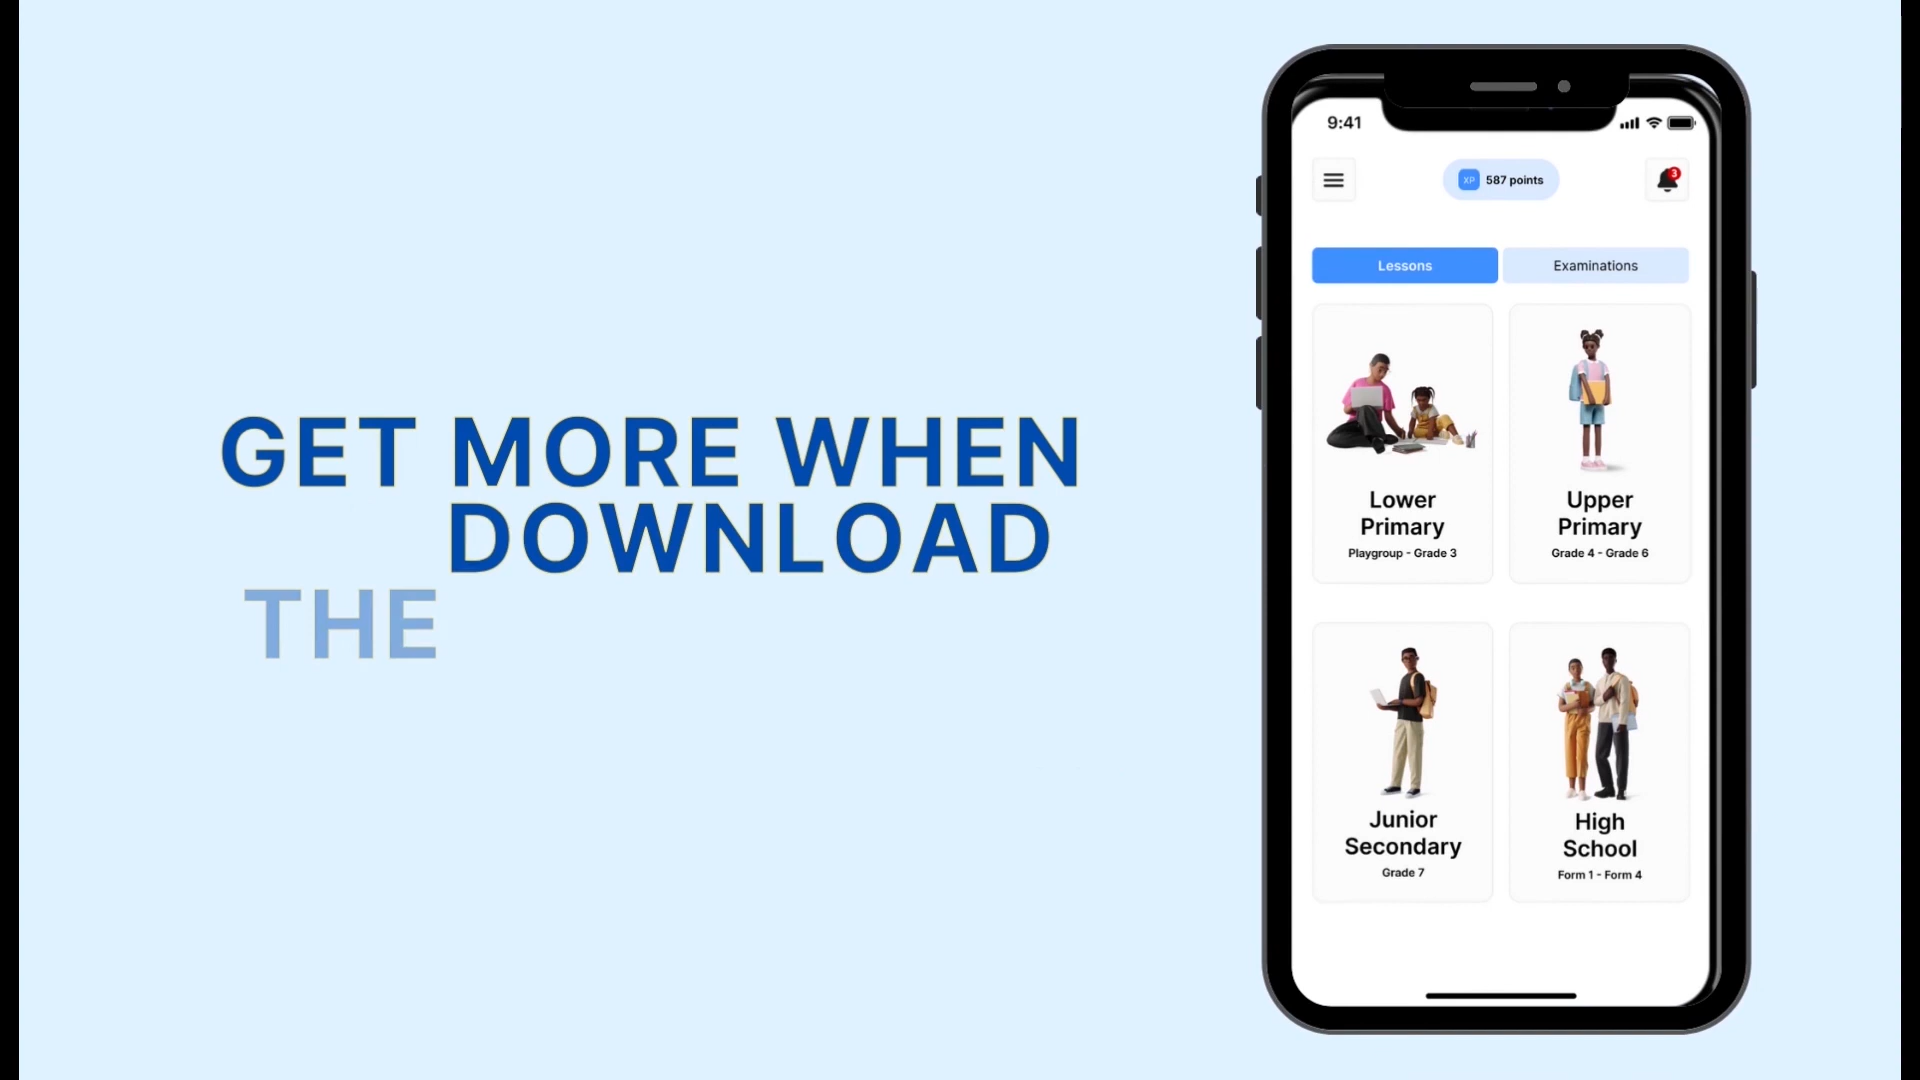 GET MORE WHEN
DOWNLOAD
THE
9:41
XP 587 points
3
Lessons Examinations
Lower
Primary
Playgroup - Grade 3
Upper
Primary
Grade 4 - Grade 6
Junior
Secondary
Grade 7
High
School
Form 1 - Form 4